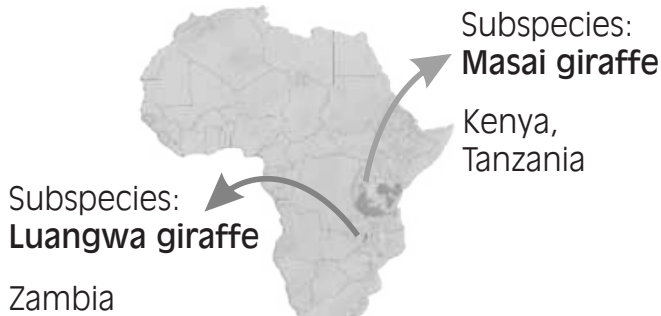 Subspecies:
Masai giraffe
Kenya,
Tanzania
Subspecies:
Luangwa giraffe
Zambia